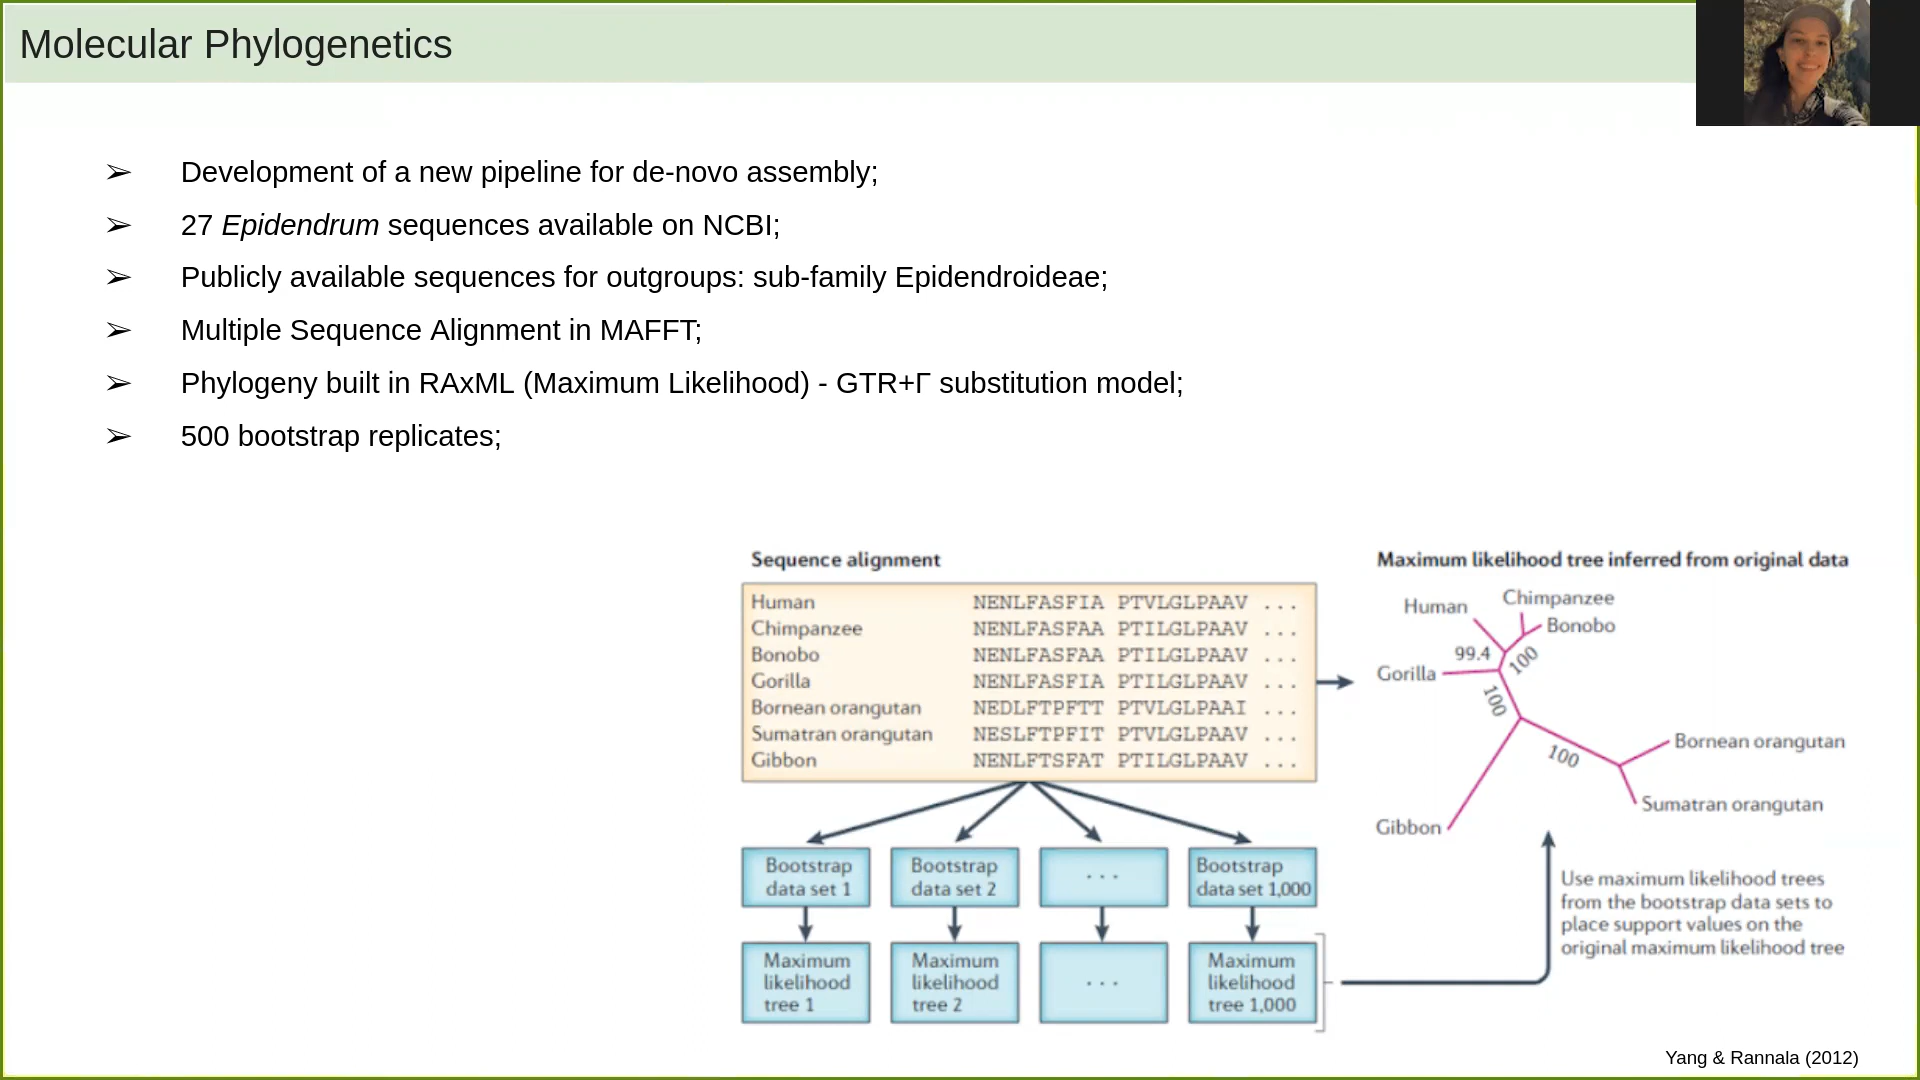 Molecular Phylogenetics
➢ Development of a new pipeline for de-novo assembly;
➢ 27 Epidendrum sequences available on NCBI;
➢ Publicly available sequences for outgroups: sub-family Epidendroideae;
➢ Multiple Sequence Alignment in MAFFT;
➢ Phylogeny built in RAxML (Maximum Likelihood) - GTR+Γ substitution model;
➢ 500 bootstrap replicates;
Sequence alignment
Human NENLFASFIA PTVLGLPAAV ...
Chimpanzee NENLFASFAA PTILGLPAAV ...
Bonobo NENLFASFAA PTILGLPAAV ...
Gorilla NENLFASFIA PTILGLPAAV ...
Bornean orangutan NEDLFTPFTT PTVLGLPAAI ...
Sumatran orangutan NESLFTPFIT PTVLGLPAAV ...
Gibbon NENLFTSFAT PTILGLPAAV ...
Bootstrap
data set 1
Bootstrap
data set 2
...
Bootstrap
data set 1,000
Maximum
likelihood
tree 1
Maximum
likelihood
tree 2
...
Maximum
likelihood
tree 1,000
Maximum likelihood tree inferred from original data
Human
Chimpanzee
Bonobo
99.4
100
Gorilla
100
Bornean orangutan
100
Sumatran orangutan
Gibbon
Use maximum likelihood trees
from the bootstrap data sets to
place support values on the
original maximum likelihood tree
Yang & Rannala (2012)